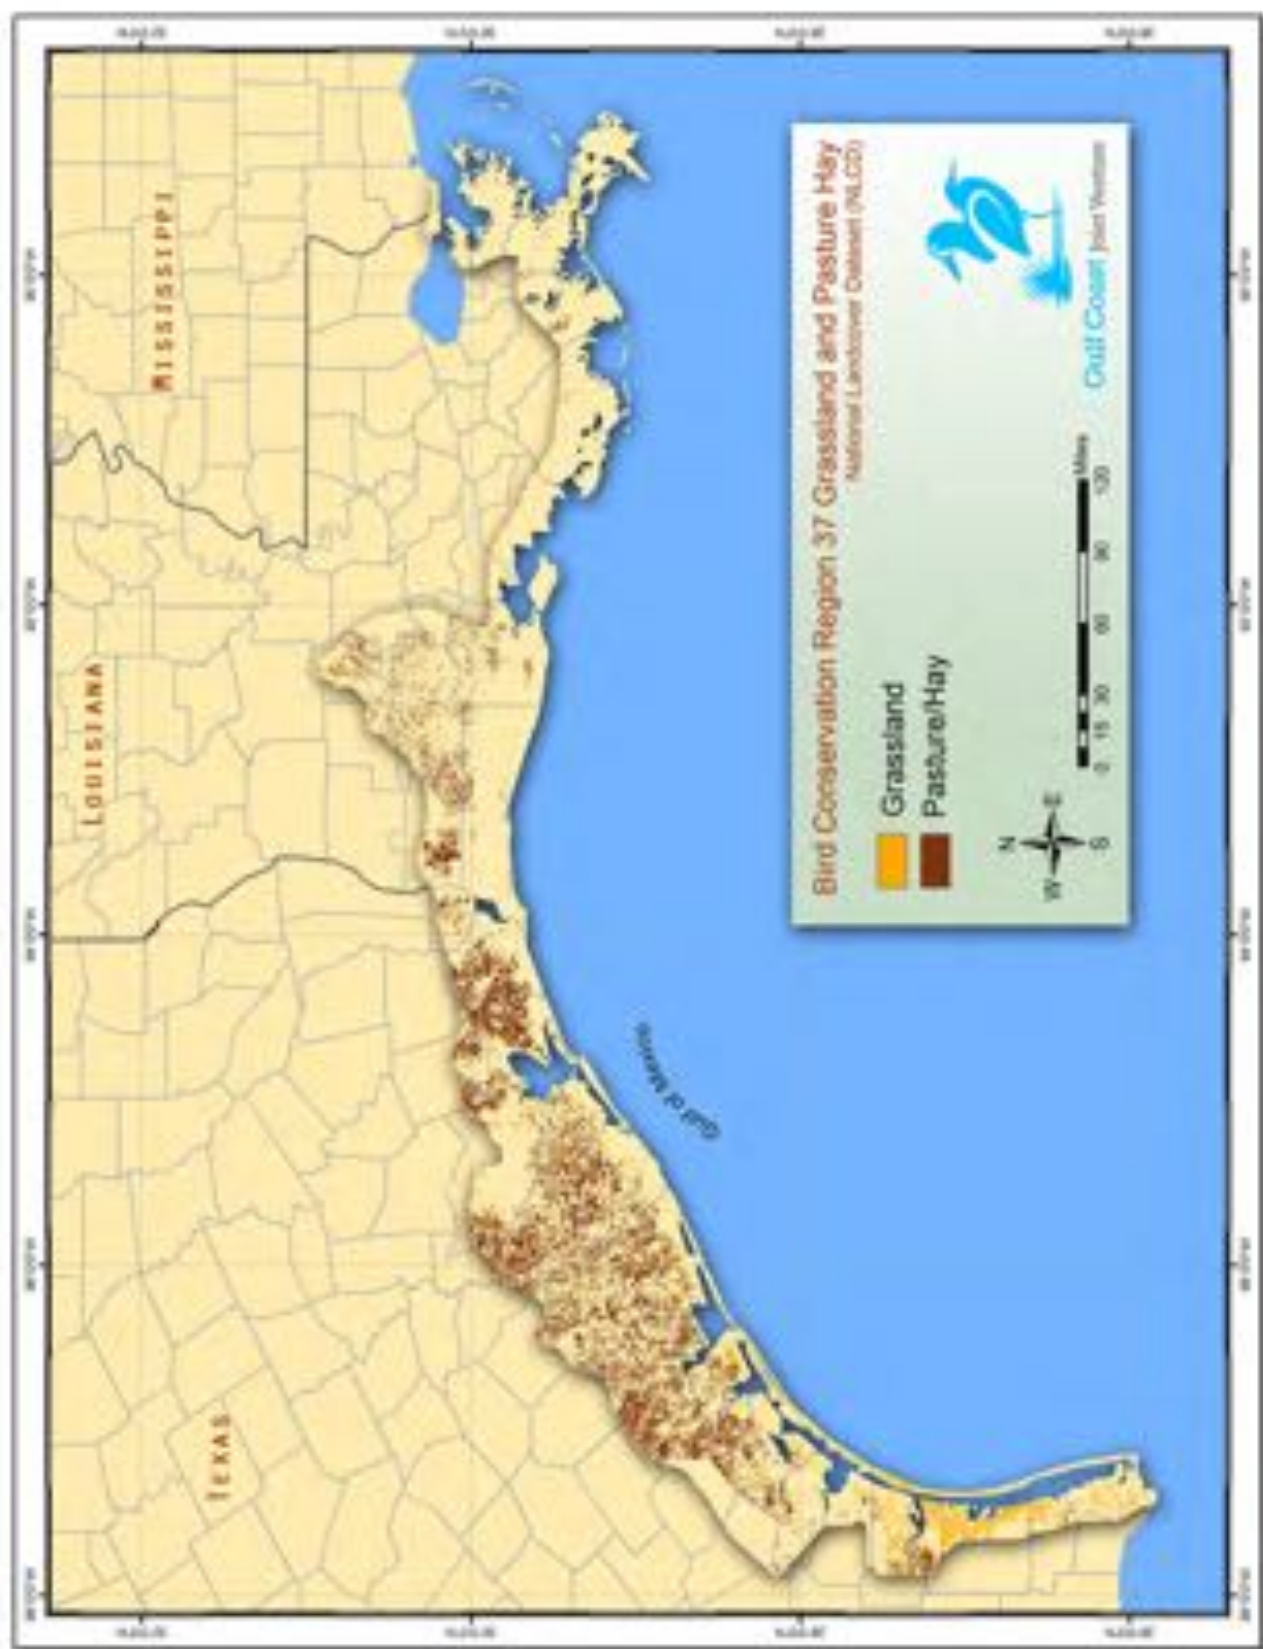 MISSISSIPPI
LOUISIANA
TEXAS
Gulf of Mexico
Bird Conservation Region 37 Grassland and Pasture Hay
National Landcover Dataset (NLCD)
Grassland
Pasture/Hay
N
W E
S
0 15 30 60 90 120 Miles
Gulf Coast Joint Venture